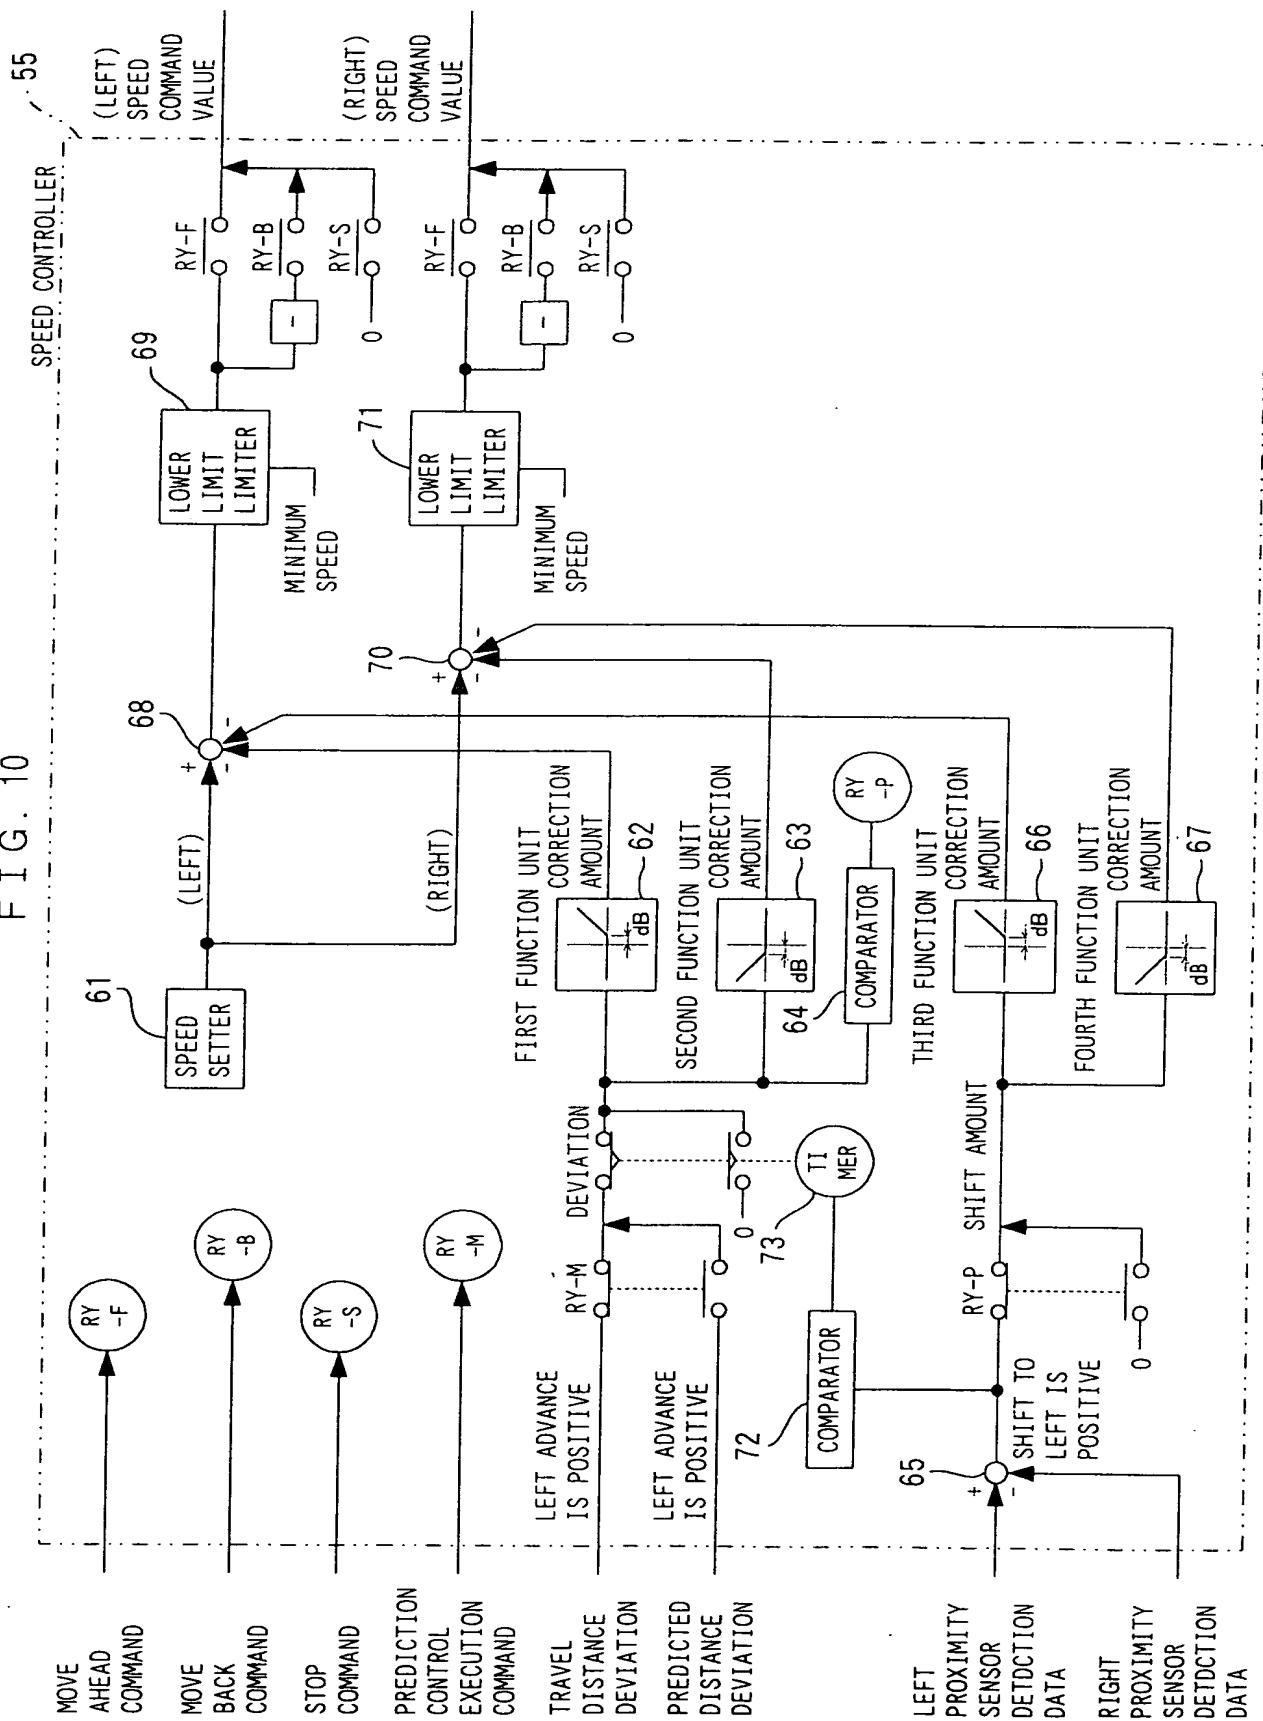 FIG. 10
SPEED CONTROLLER
55
MOVE
AHEAD
COMMAND
RY
-F
MOVE
BACK
COMMAND
RY
-B
STOP
COMMAND
RY
-S
PREDICTION
CONTROL
EXECUTION
COMMAND
RY
-M
TRAVEL
DISTANCE
DEVIATION
LEFT ADVANCE
IS POSITIVE
RY-M
DEVIATION
PREDICTED
DISTANCE
DEVIATION
LEFT ADVANCE
IS POSITIVE
0
TI
MER
73
COMPARATOR
72
LEFT
PROXIMITY
SENSOR
DETDCTION
DATA
RIGHT
PROXIMITY
SENSOR
DETDCTION
DATA
65
+
-
SHIFT TO
LEFT IS
POSITIVE
RY-P
0
SHIFT AMOUNT
61
SPEED
SETTER
(LEFT)
(RIGHT)
FIRST FUNCTION UNIT
CORRECTION
AMOUNT
62
dB
SECOND FUNCTION UNIT
CORRECTION
AMOUNT
63
dB
64
COMPARATOR
RY
-P
THIRD FUNCTION UNIT
CORRECTION
AMOUNT
66
dB
FOURTH FUNCTION UNIT
CORRECTION
AMOUNT
67
dB
68
+
-
-
70
+
-
-
69
LOWER
LIMIT
LIMITER
MINIMUM
SPEED
71
LOWER
LIMIT
LIMITER
MINIMUM
SPEED
RY-F
RY-B
-
RY-S
0
(LEFT)
SPEED
COMMAND
VALUE
RY-F
RY-B
-
RY-S
0
(RIGHT)
SPEED
COMMAND
VALUE